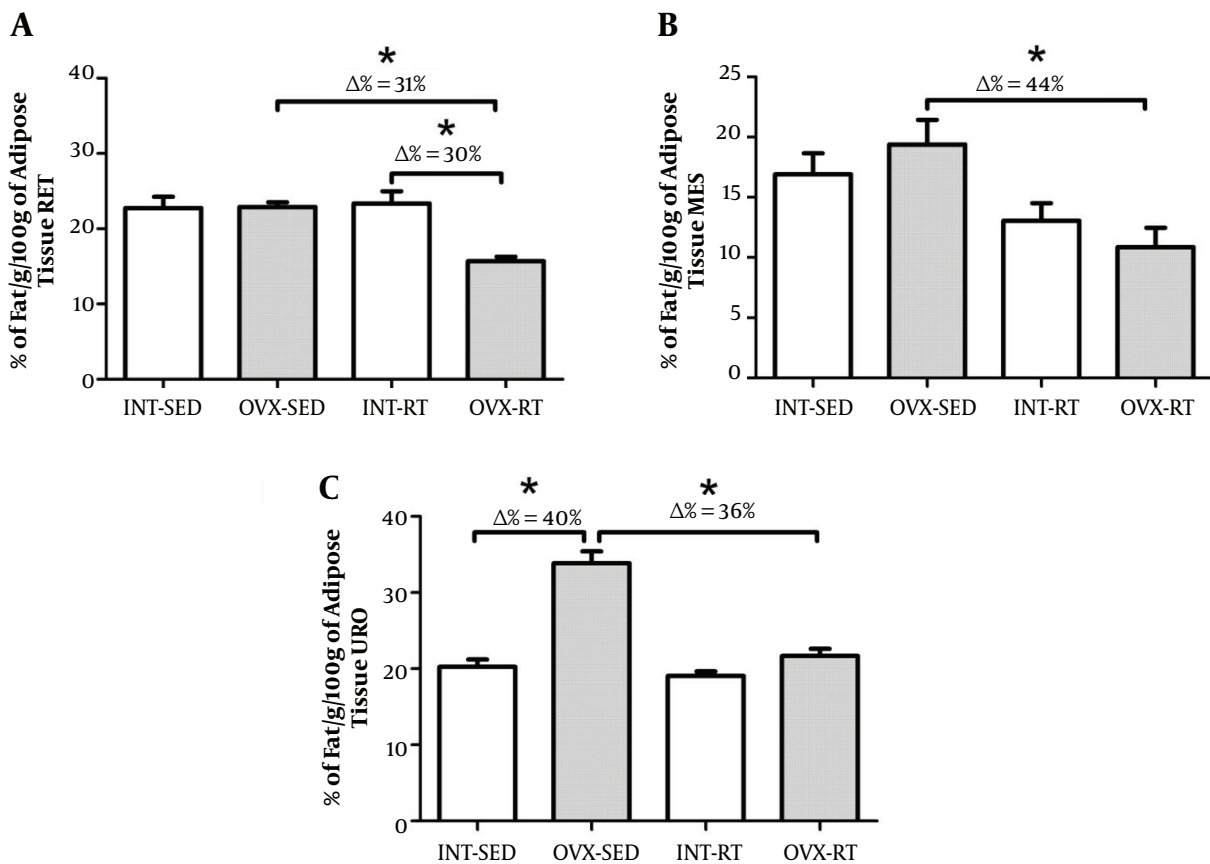 A
% of Fat/g/100g of Adipose
Tissue RET
40
30
20
10
0
*
Δ% = 31%
*
Δ% = 30%
INT-SED OVX-SED INT-RT OVX-RT
B
% of Fat/g/100g of Adipose
Tissue MES
25
20
15
10
5
0
*
Δ% = 44%
INT-SED OVX-SED INT-RT OVX-RT
C
% of Fat/g/100g of Adipose
Tissue URO
40
30
20
10
0
*
Δ% = 40%
*
Δ% = 36%
INT-SED OVX-SED INT-RT OVX-RT